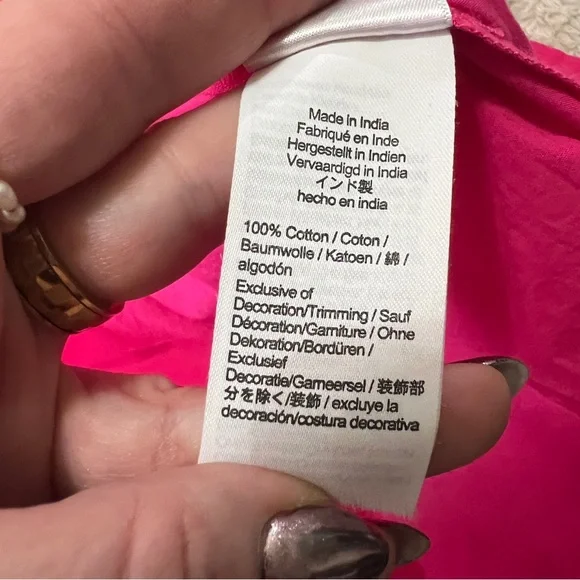 Made in India
Fabriqué en Inde
Hergestellt in Indien
Vervaardigd in India
インド製
hecho en india
100% Cotton / Coton /
Baumwolle / Katoen / 綿 /
algodón
Exclusive of
Decoration/Trimming / Sauf
Décoration/Garniture / Ohne
Dekoration/Bordüren /
Exclusief
Decoratie/Garneersel / 装飾部
分を除く/装飾 / excluye la
decoración/costura decorativa